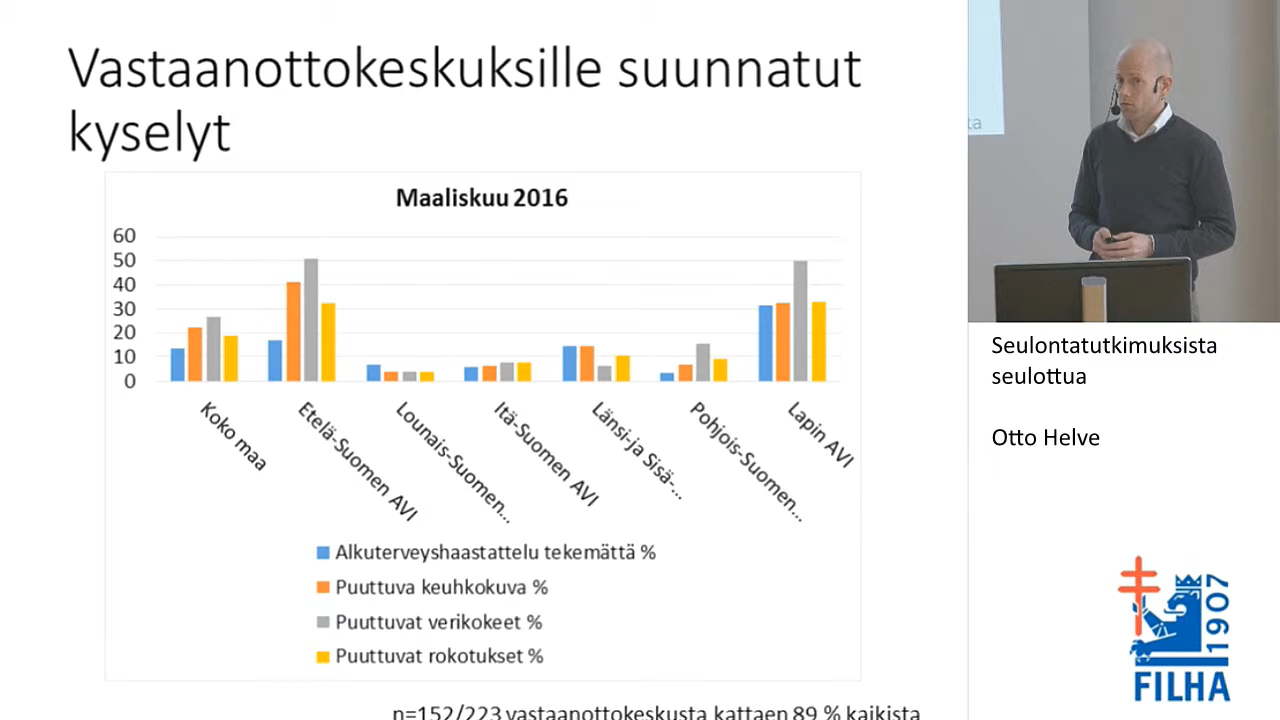 Vastaanottokeskuksille suunnatut
kyselyt
Maaliskuu 2016
60
50
40
30
20
10
0
Koko maa
Etelä-Suomen AVI
Lounais-Suomen...
Itä-Suomen AVI
Länsi-ja Sisä-...
Pohjois-Suomen...
Lapin AVI
Alkuterveyshaastattelu tekemättä %
Puuttuva keuhkokuva %
Puuttuvat verikokeet %
Puuttuvat rokotukset %
n=152/223 vastaanottokeskusta kattaen 89 % kaikista
ta
Seulontatutkimuksista
seulottua
Otto Helve
1907
FILHA